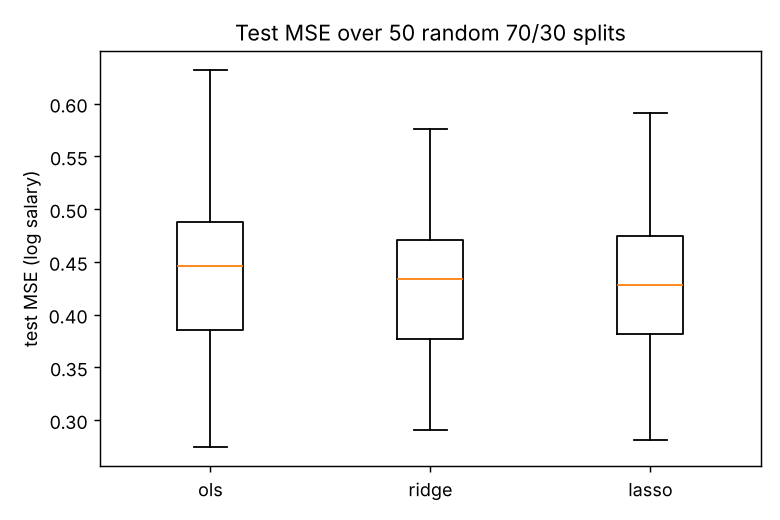 Test MSE over 50 random 70/30 splits
test MSE (log salary)
0.60
0.55
0.50
0.45
0.40
0.35
0.30
ols
ridge
lasso